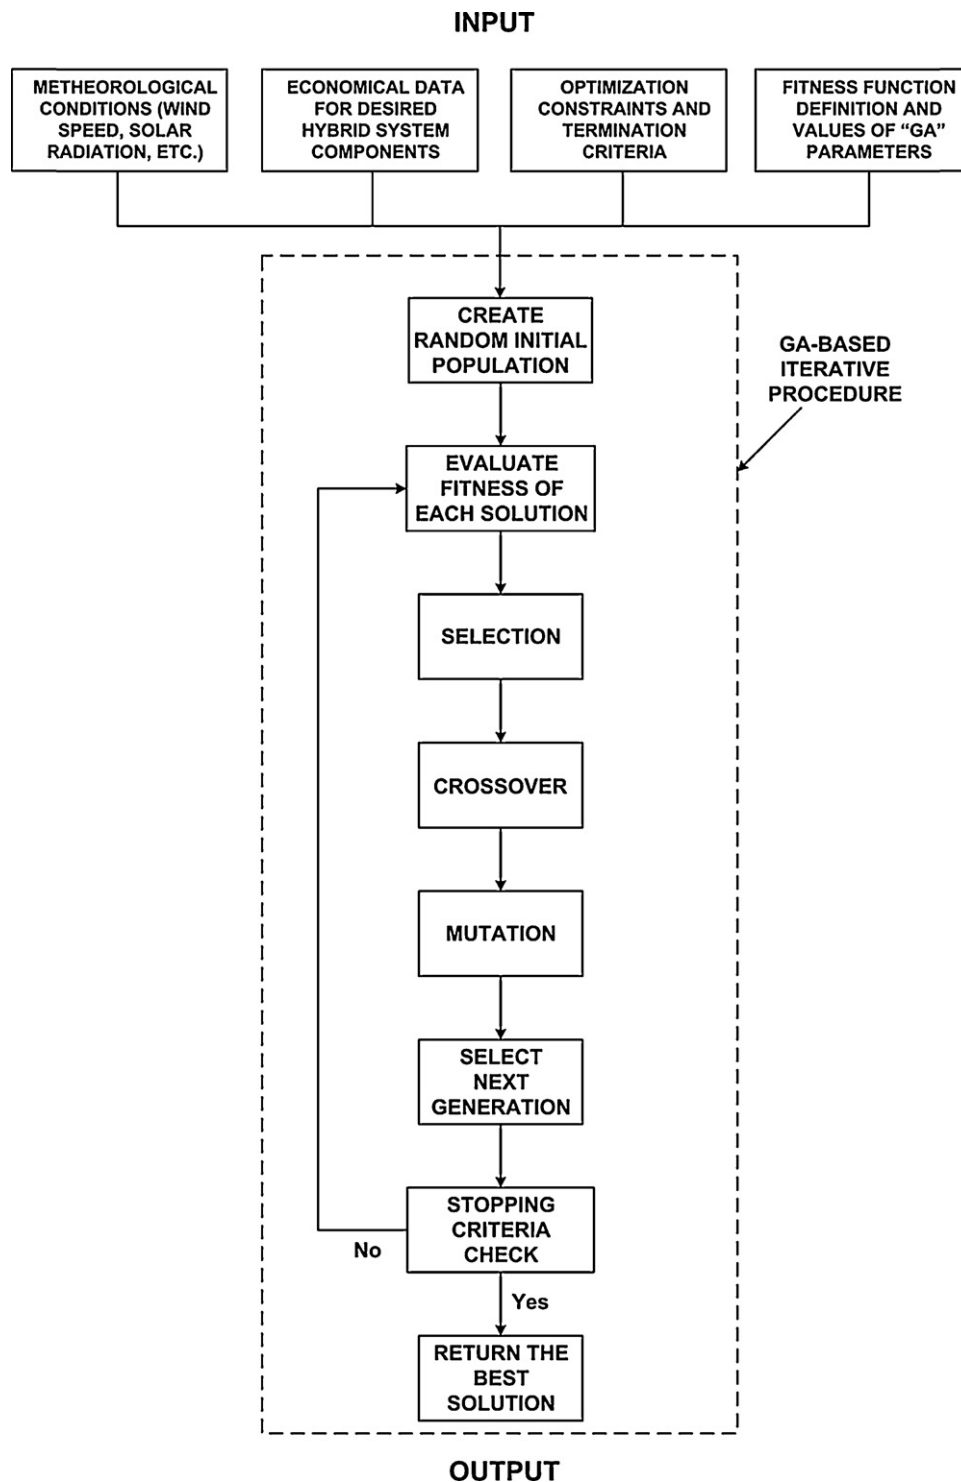 INPUT
METHEOROLOGICAL
CONDITIONS (WIND
SPEED, SOLAR
RADIATION, ETC.)
ECONOMICAL DATA
FOR DESIRED
HYBRID SYSTEM
COMPONENTS
OPTIMIZATION
CONSTRAINTS AND
TERMINATION
CRITERIA
FITNESS FUNCTION
DEFINITION AND
VALUES OF “GA”
PARAMETERS
CREATE
RANDOM INITIAL
POPULATION
GA-BASED
ITERATIVE
PROCEDURE
EVALUATE
FITNESS OF
EACH SOLUTION
SELECTION
CROSSOVER
MUTATION
SELECT
NEXT
GENERATION
STOPPING
CRITERIA
CHECK
No
Yes
RETURN THE
BEST
SOLUTION
OUTPUT